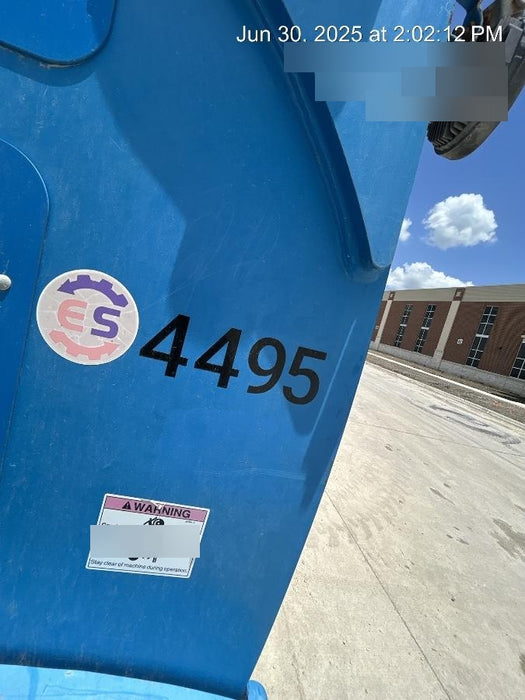 Jun 30, 2025 at 2:02:12 PM
ES
4495
WARNING
Stay clear of machine during operation.